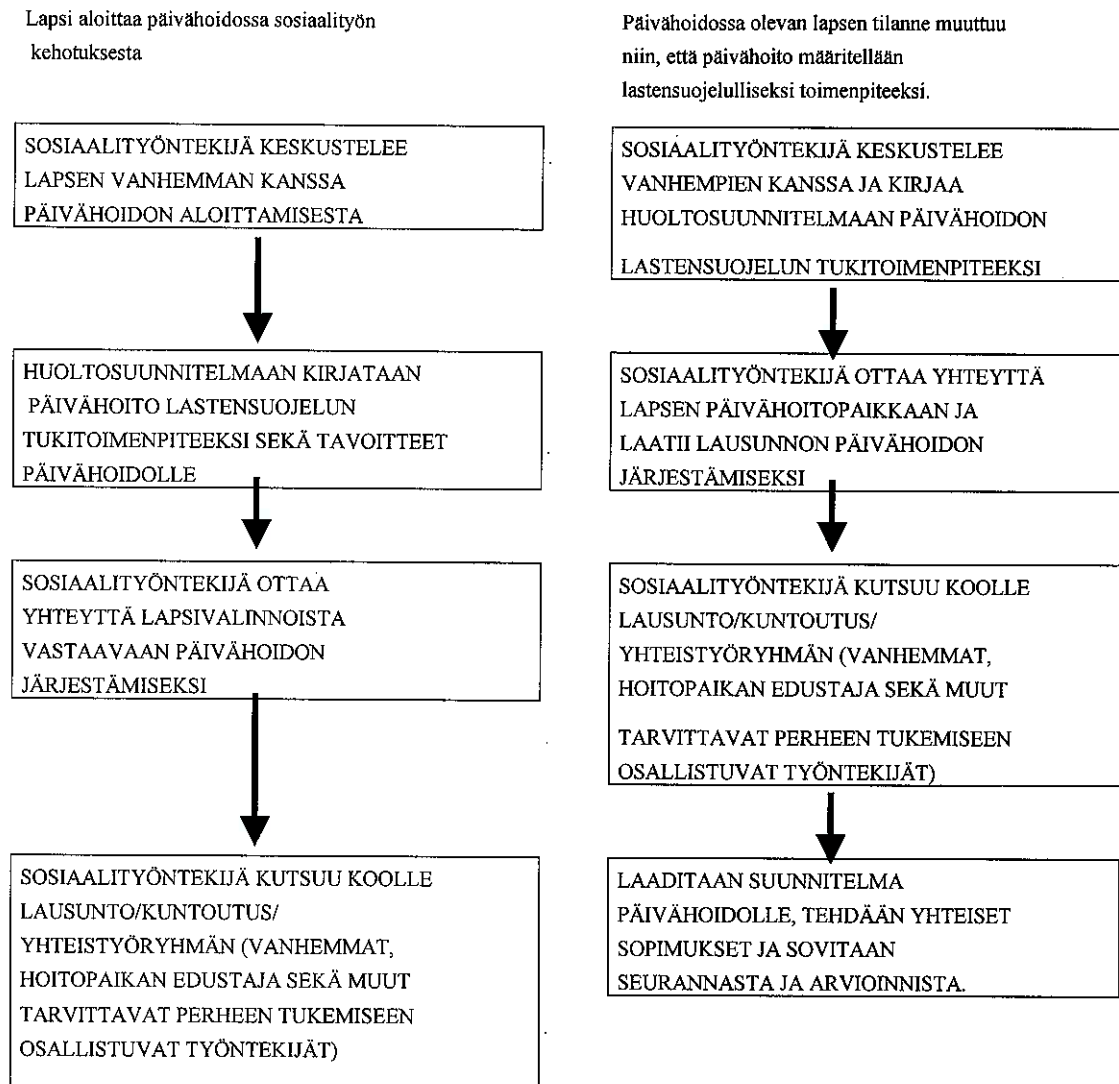 Lapsi aloittaa päivähoidossa sosiaalityön
kehotuksesta
SOSIAALITYÖNTEKIJÄ KESKUSTELEE
LAPSEN VANHEMMAN KANSSA
PÄIVÄHOIDON ALOITTAMISESTA
HUOLTOSUUNNITELMAAN KIRJATAAN
PÄIVÄHOITO LASTENSUOJELUN
TUKITOIMENPITEEKSI SEKÄ TAVOITTEET
PÄIVÄHOIDOLLE
SOSIAALITYÖNTEKIJÄ OTTAA
YHTEYTTÄ LAPSIVALINNOISTA
VASTAAVAAN PÄIVÄHOIDON
JÄRJESTÄMISEKSI
SOSIAALITYÖNTEKIJÄ KUTSUU KOOLLE
LAUSUNTO/KUNTOUTUS/
YHTEISTYÖRYHMÄN (VANHEMMAT,
HOITOPAIKAN EDUSTAJA SEKÄ MUUT
TARVITTAVAT PERHEEN TUKEMISEEN
OSALLISTUVAT TYÖNTEKIJÄT)
Päivähoidossa olevan lapsen tilanne muuttuu
niin, että päivähoito määritellään
lastensuojelulliseksi toimenpiteeksi.
SOSIAALITYÖNTEKIJÄ KESKUSTELEE
VANHEMPIEN KANSSA JA KIRJAA
HUOLTOSUUNNITELMAAN PÄIVÄHOIDON
LASTENSUOJELUN TUKITOIMENPITEEKSI
SOSIAALITYÖNTEKIJÄ OTTAA YHTEYTTÄ
LAPSEN PÄIVÄHOITOPAIKKAAN JA
LAATII LAUSUNNON PÄIVÄHOIDON
JÄRJESTÄMISEKSI
SOSIAALITYÖNTEKIJÄ KUTSUU KOOLLE
LAUSUNTO/KUNTOUTUS/
YHTEISTYÖRYHMÄN (VANHEMMAT,
HOITOPAIKAN EDUSTAJA SEKÄ MUUT
TARVITTAVAT PERHEEN TUKEMISEEN
OSALLISTUVAT TYÖNTEKIJÄT)
LAADITAAN SUUNNITELMA
PÄIVÄHOIDOLLE, TEHDÄÄN YHTEISET
SOPIMUKSET JA SOVITAAN
SEURANNASTA JA ARVIOINNISTA.